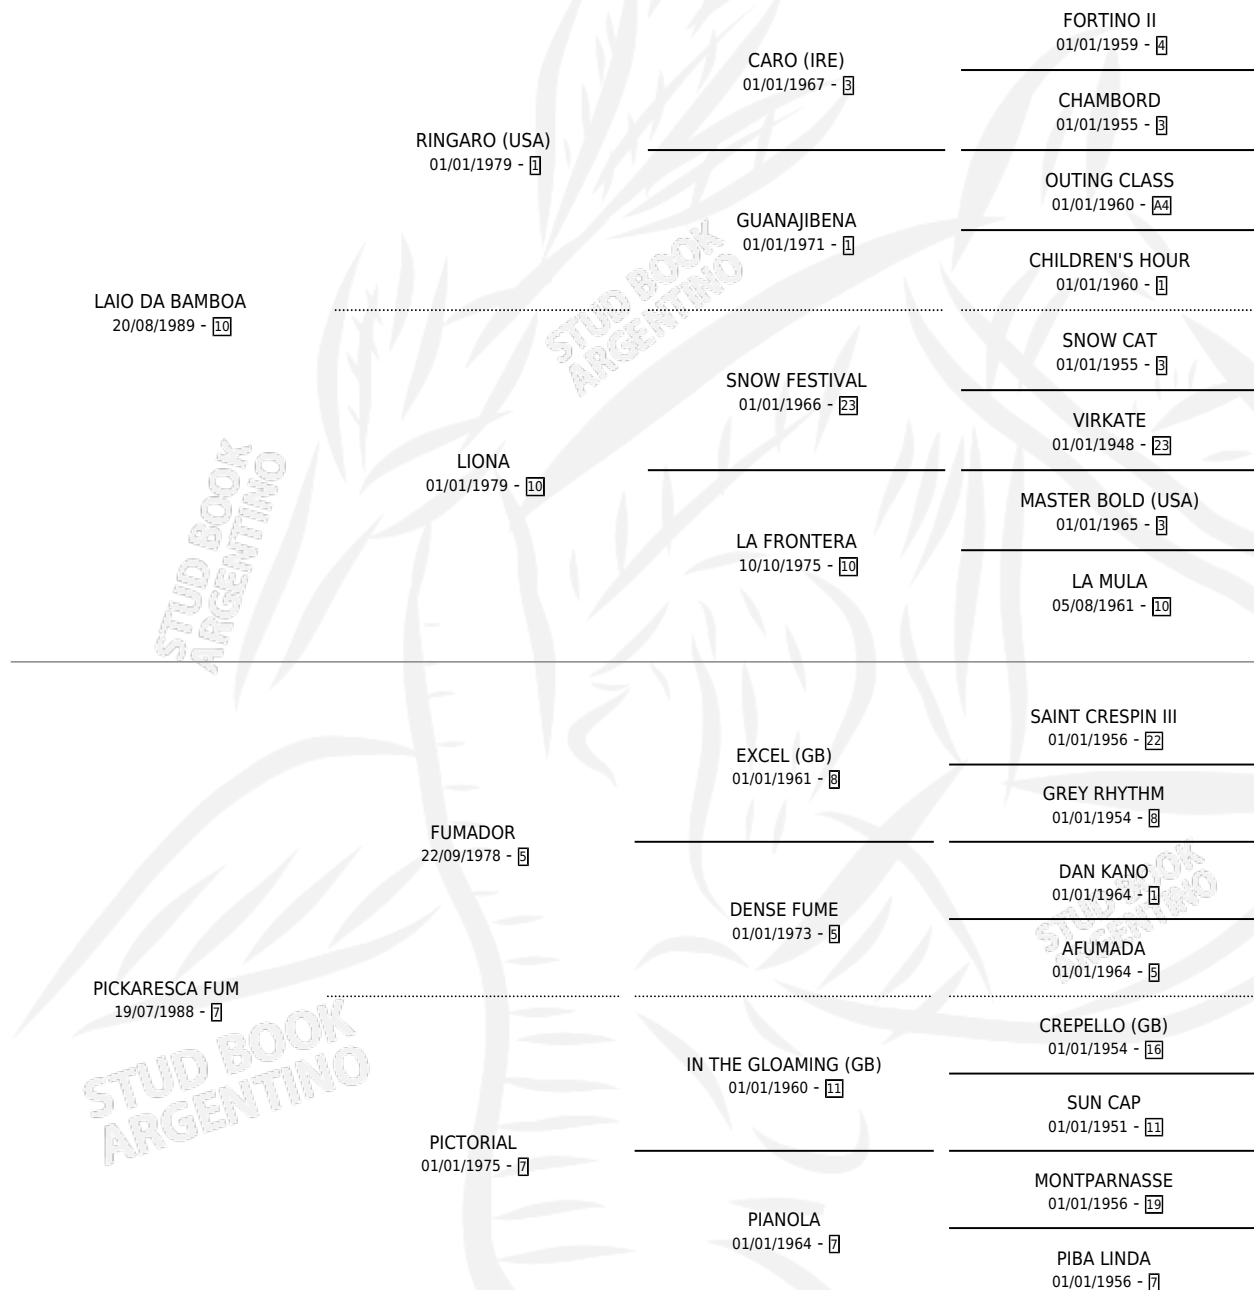 FORTINO II
01/01/1959 - 4
CARO (IRE)
01/01/1967 - 3
CHAMBORD
01/01/1955 - 3
RINGARO (USA)
01/01/1979 - 1
OUTING CLASS
01/01/1960 - A4
GUANAJIBENA
01/01/1971 - 1
CHILDREN'S HOUR
01/01/1960 - 1
LAIO DA BAMBOA
20/08/1989 - 10
SNOW CAT
01/01/1955 - 3
SNOW FESTIVAL
01/01/1966 - 23
VIRKATE
01/01/1948 - 23
LIONA
01/01/1979 - 10
MASTER BOLD (USA)
01/01/1965 - 3
LA FRONTERA
10/10/1975 - 10
LA MULA
05/08/1961 - 10
SAINT CRESPIN III
01/01/1956 - 22
EXCEL (GB)
01/01/1961 - 8
GREY RHYTHM
01/01/1954 - 8
FUMADOR
22/09/1978 - 5
DAN KANO
01/01/1964 - 1
DENSE FUME
01/01/1973 - 5
AFUMADA
01/01/1964 - 5
PICKARESCA FUM
19/07/1988 - 7
CREPELLO (GB)
01/01/1954 - 16
IN THE GLOAMING (GB)
01/01/1960 - 11
SUN CAP
01/01/1951 - 11
PICTORIAL
01/01/1975 - 7
MONTPARNASSE
01/01/1956 - 19
PIANOLA
01/01/1964 - 7
PIBA LINDA
01/01/1956 - 7
STUD BOOK
ARGENTINO
STUD BOOK
ARGENTINO
STUD BOOK
ARGENTINO
STUD BOOK
ARGENTINO